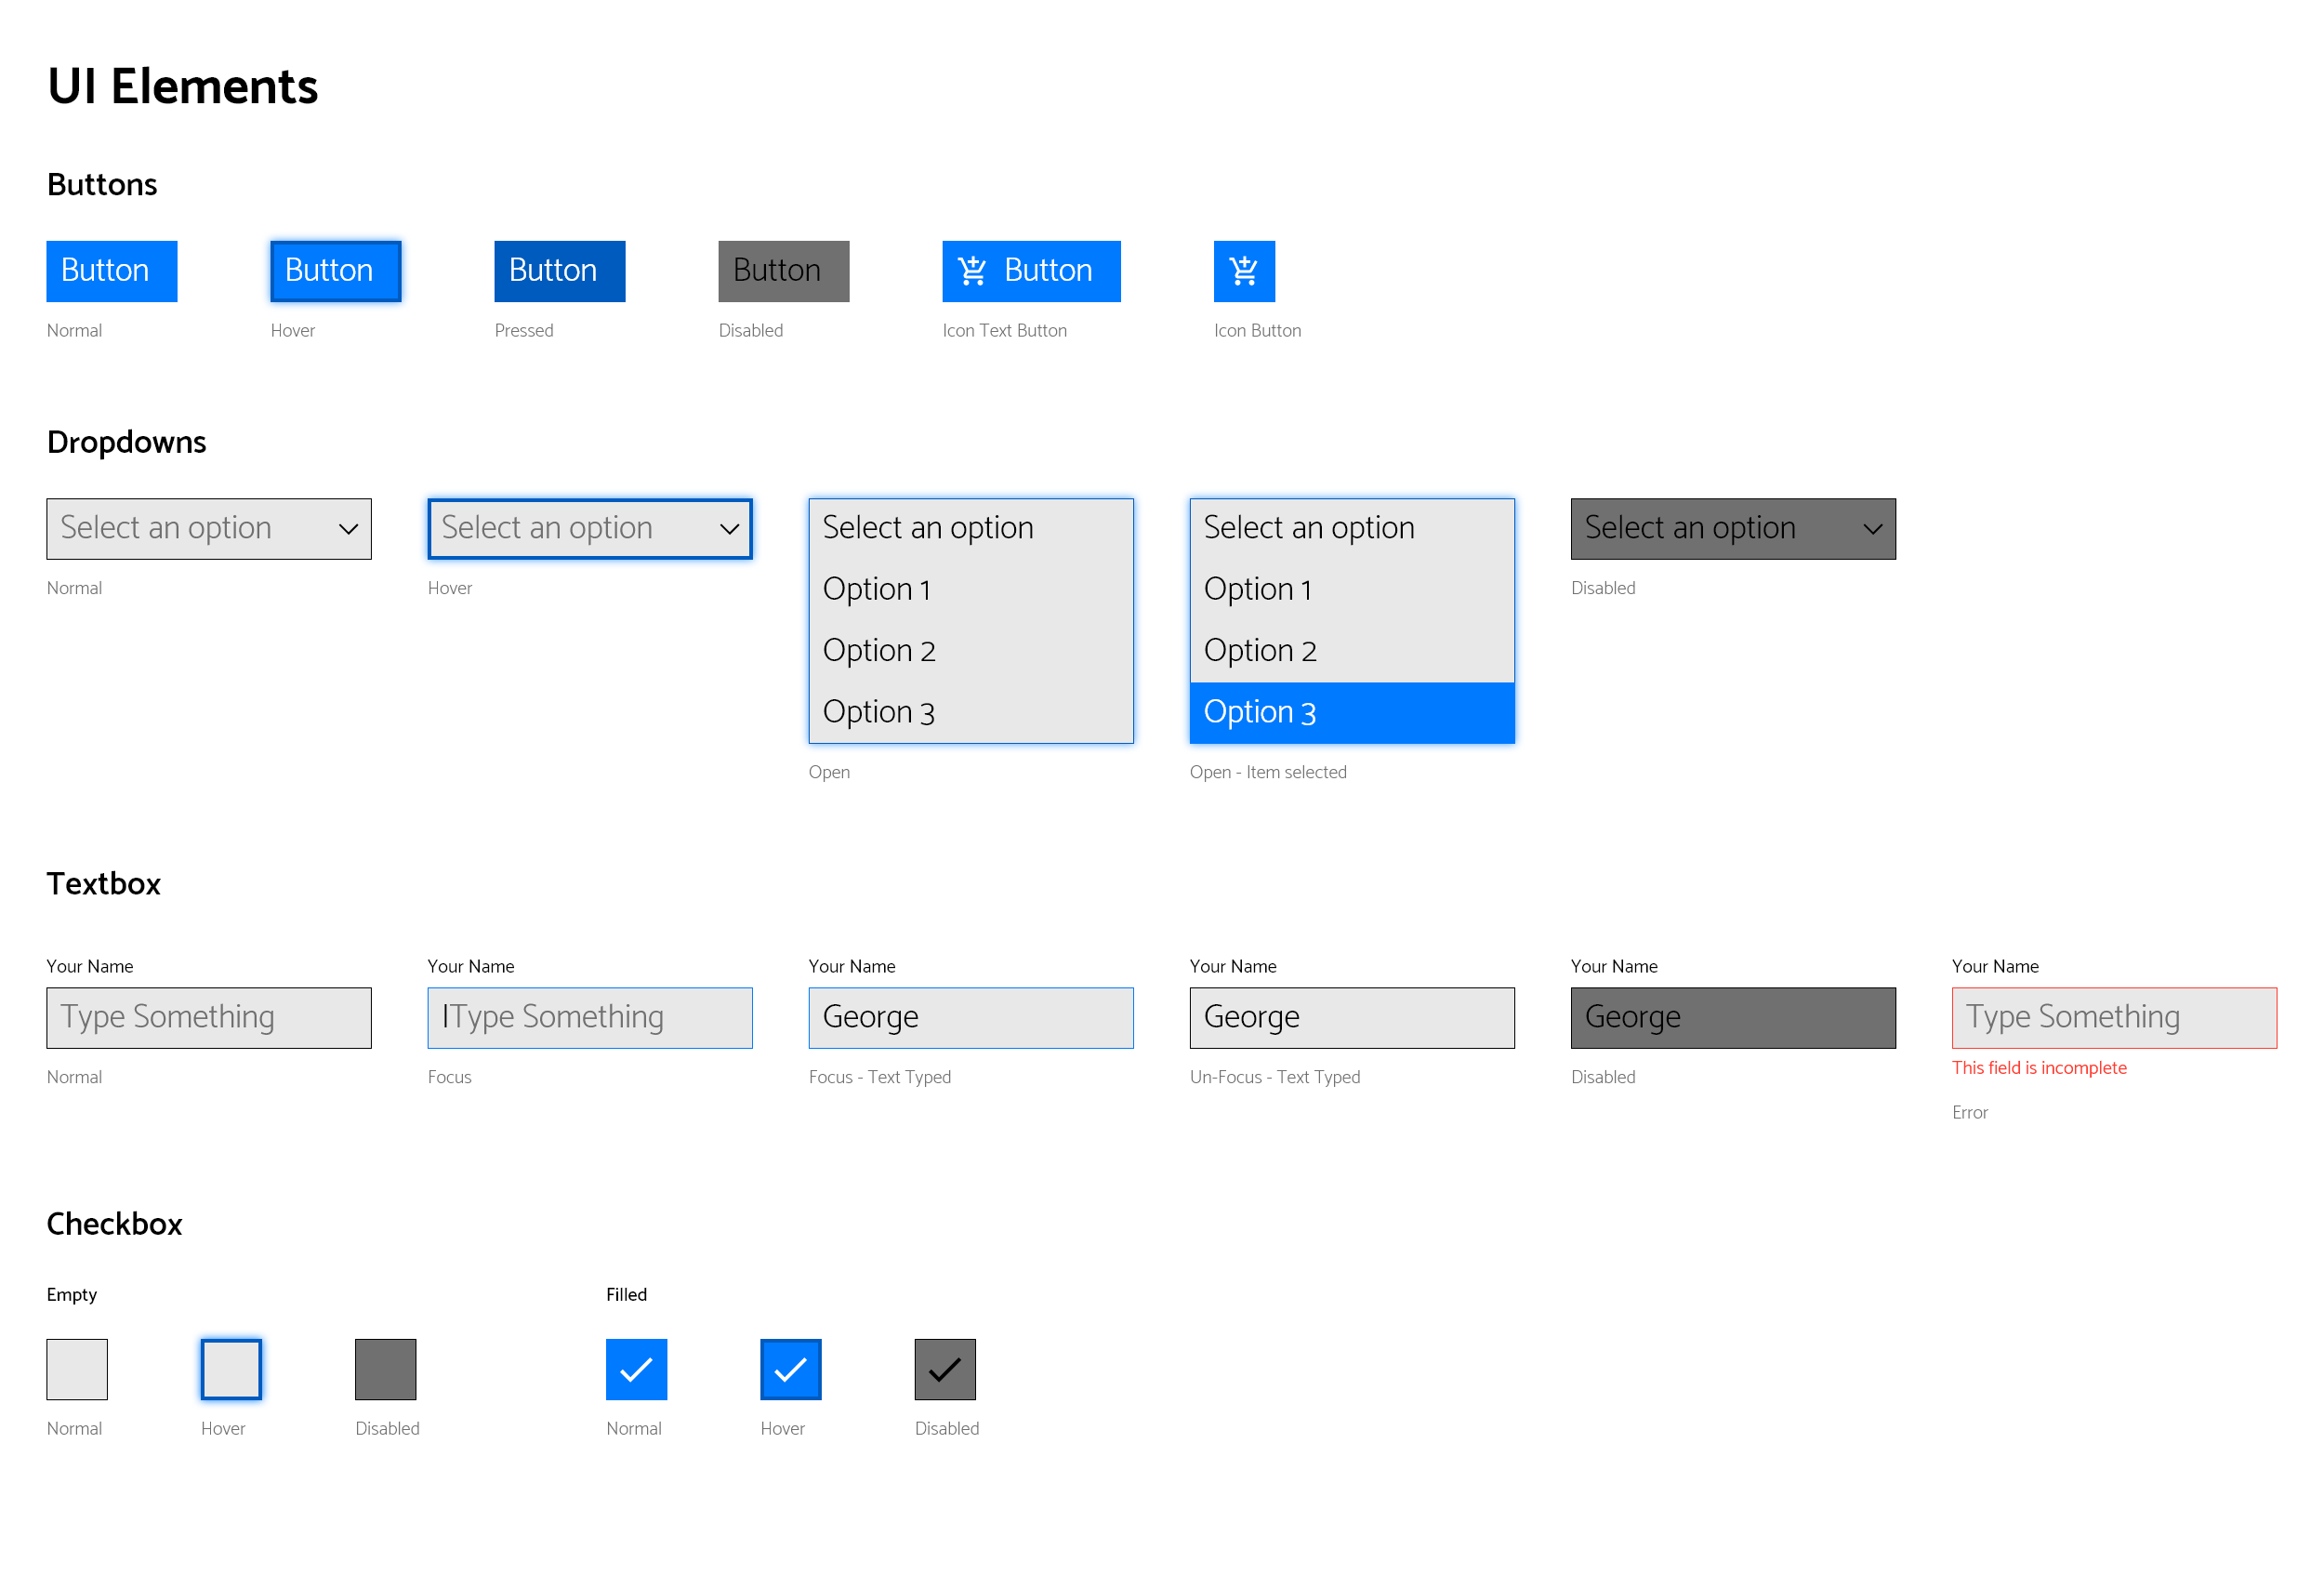 UI Elements
Buttons
Button Button Button Button Button
Normal Hover Pressed Disabled Icon Text Button Icon Button
Dropdowns
Select an option Select an option Select an option Select an option Select an option
Normal Hover Option 1 Option 1 Disabled
Option 2 Option 2
Option 3 Option 3
Open Open - Item selected
Textbox
Your Name Your Name Your Name Your Name Your Name Your Name
Type Something Type Something George George George Type Something
This field is incomplete
Normal Focus Focus - Text Typed Un-Focus - Text Typed Disabled
Error
Checkbox
Empty Filled
Normal Hover Disabled Normal Hover Disabled